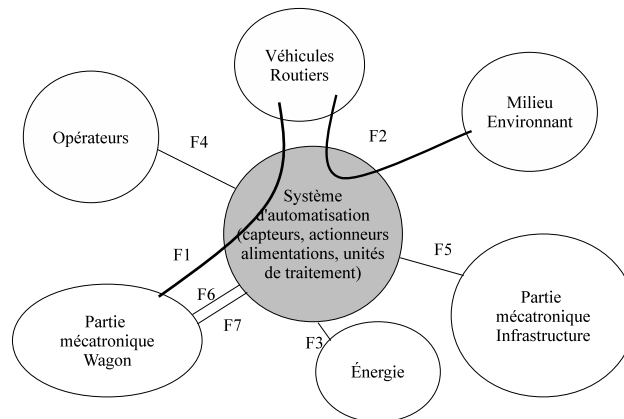 Véhicules
Routiers
Opérateurs
Milieu
Environnant
F4
F2
Système
d'automatisation
(capteurs, actionneurs
alimentations, unités
de traitement)
F1
F5
F6
F7
Partie
mécatronique
Wagon
Partie
mécatronique
Infrastructure
F3
Énergie